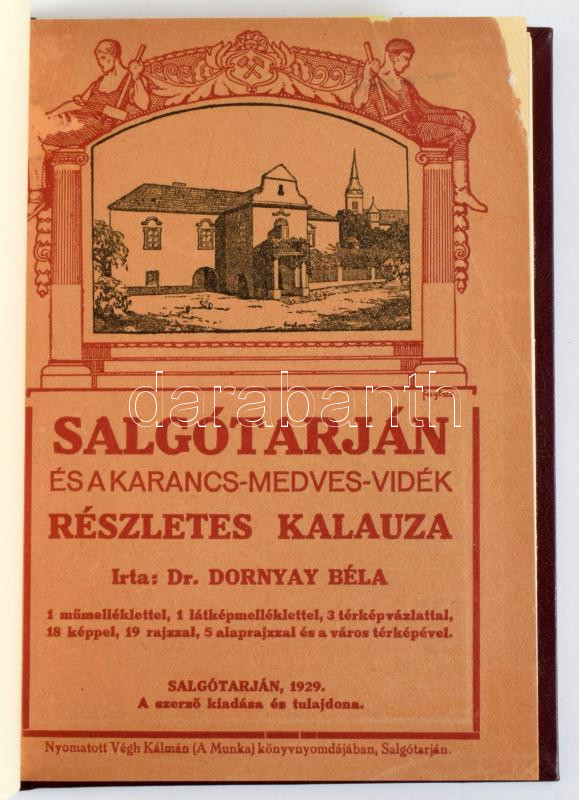 darabanth
SALGÓTARJÁN
ÉS A KARANCS-MEDVES-VIDÉK
RÉSZLETES KALAUZA
Irta: Dr. DORNYAY BÉLA
1 műmelléklettel, 1 látképmelléklettel, 3 térképvázlattal,
18 képpel, 19 rajzzal, 5 alaprajzzal és a város térképével.
SALGÓTARJÁN, 1929.
A szerző kiadása és tulajdona.
Nyomatott Végh Kálmán (A Munka) könyvnyomdájában, Salgótarján.